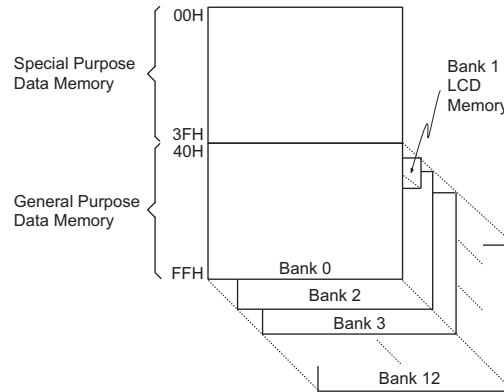 00H
Special Purpose
Data Memory
Bank 1
LCD
Memory
3FH
40H
General Purpose
Data Memory
FFH
Bank 0
Bank 2
Bank 3
Bank 12